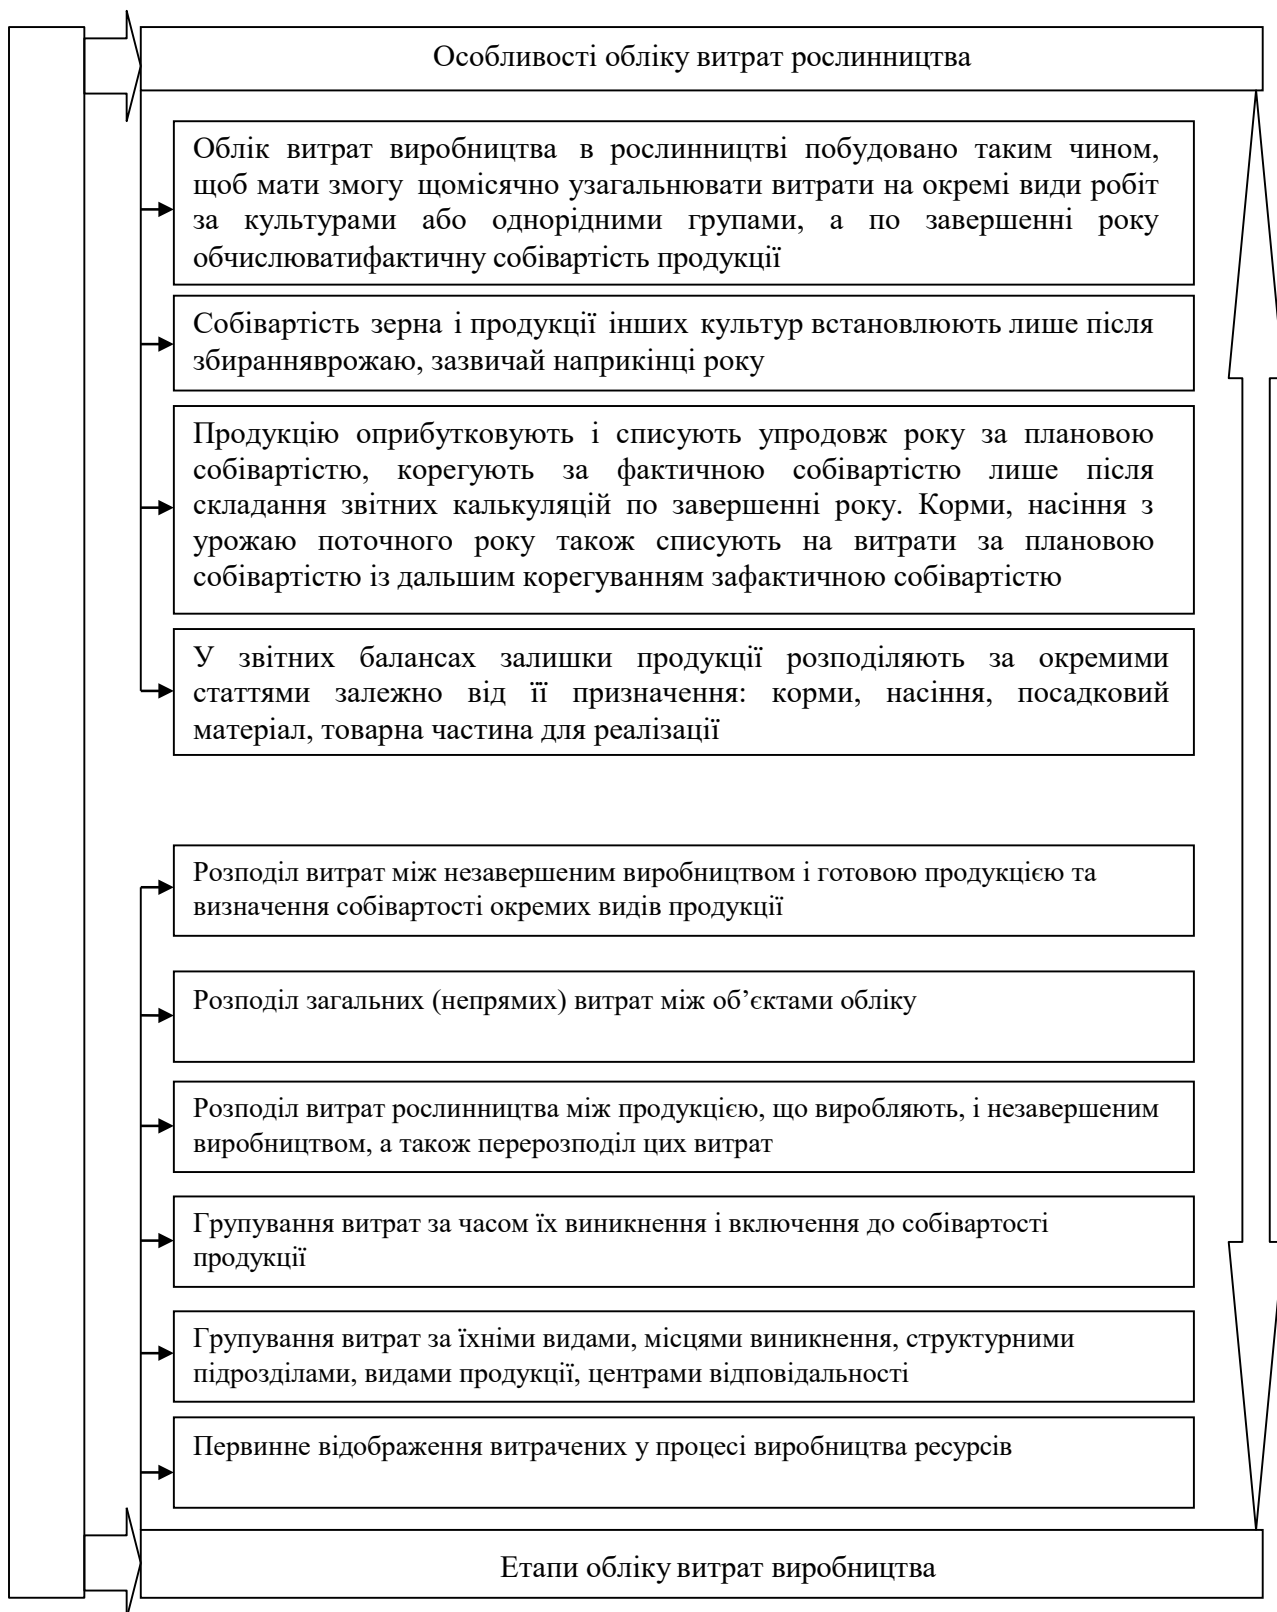 Особливості обліку витрат рослинництва
Облік витрат виробництва в рослинництві побудовано таким чином,
щоб мати змогу щомісячно узагальнювати витрати на окремі види робіт
за культурами або однорідними групами, а по завершенні року
обчислюватифактичну собівартість продукції
Собівартість зерна і продукції інших культур встановлюють лише після
збираннявро­жаю, зазвичай наприкінці року
Продукцію оприбутковують і списують упродовж року за плановою
собівартістю, корегують за фактичною собівартістю лише після
складання звітних калькуляцій по завершенні року. Корми, насіння з
урожаю поточного року також списують на витрати за плановою
собівартістю із дальшим корегуванням зафактичною собівартістю
У звітних балансах залишки продукції розподіляють за окремими
статтями залежно від її призначення: корми, насіння, посадковий
матеріал, товарна частина для реалізації
Розподіл витрат між незавершеним виробництвом і готовою продукцією та
визначення собівартості окремих видів продукції
Розподіл загальних (непрямих) витрат між об’єктами обліку
Розподіл витрат рослинництва між продукцією, що виробляють, і незавершеним
виробництвом, а також перерозподіл цих витрат
Групування витрат за часом їх виникнення і включення до собівартості
продукції
Групування витрат за їхніми видами, місцями виникнення, структурними
підрозділами, видами продукції, центрами відповідальності
Первинне відображення витрачених у процесі виробництва ресурсів
Етапи обліку витрат виробництва